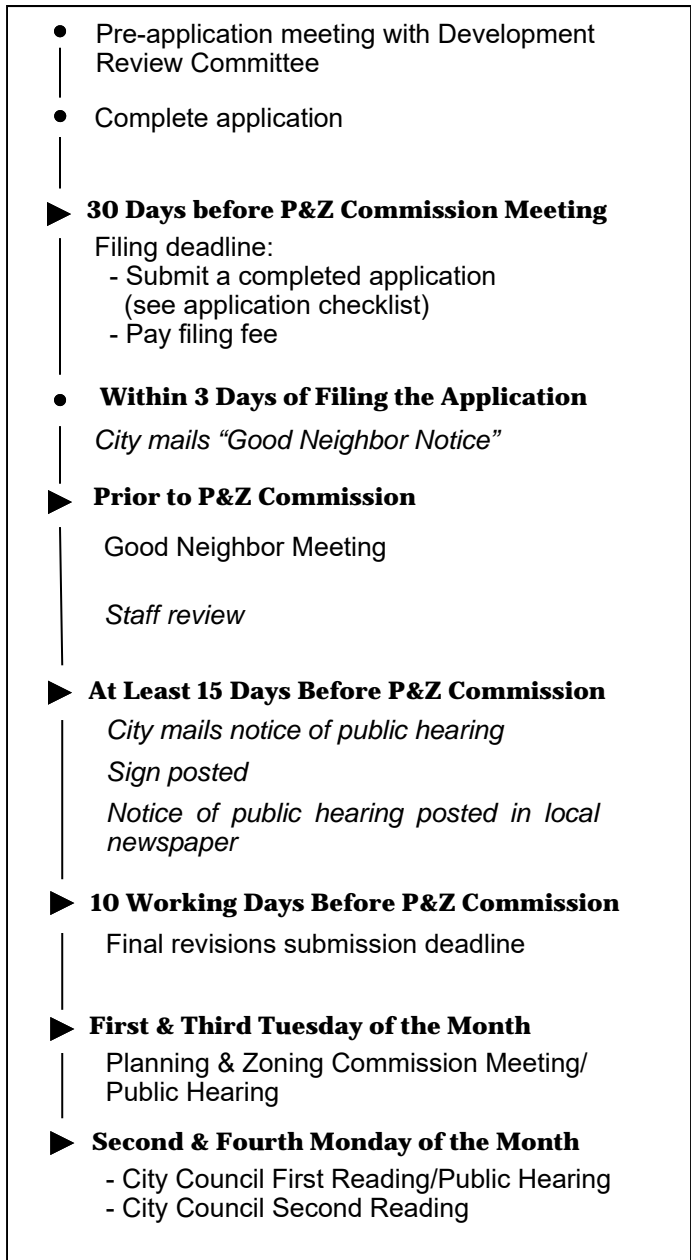 Pre-application meeting with Development
Review Committee
Complete application
30 Days before P&Z Commission Meeting
Filing deadline:
- Submit a completed application
(see application checklist)
- Pay filing fee
Within 3 Days of Filing the Application
City mails “Good Neighbor Notice”
Prior to P&Z Commission
Good Neighbor Meeting
Staff review
At Least 15 Days Before P&Z Commission
City mails notice of public hearing
Sign posted
Notice of public hearing posted in local
newspaper
10 Working Days Before P&Z Commission
Final revisions submission deadline
First & Third Tuesday of the Month
Planning & Zoning Commission Meeting/
Public Hearing
Second & Fourth Monday of the Month
- City Council First Reading/Public Hearing
- City Council Second Reading